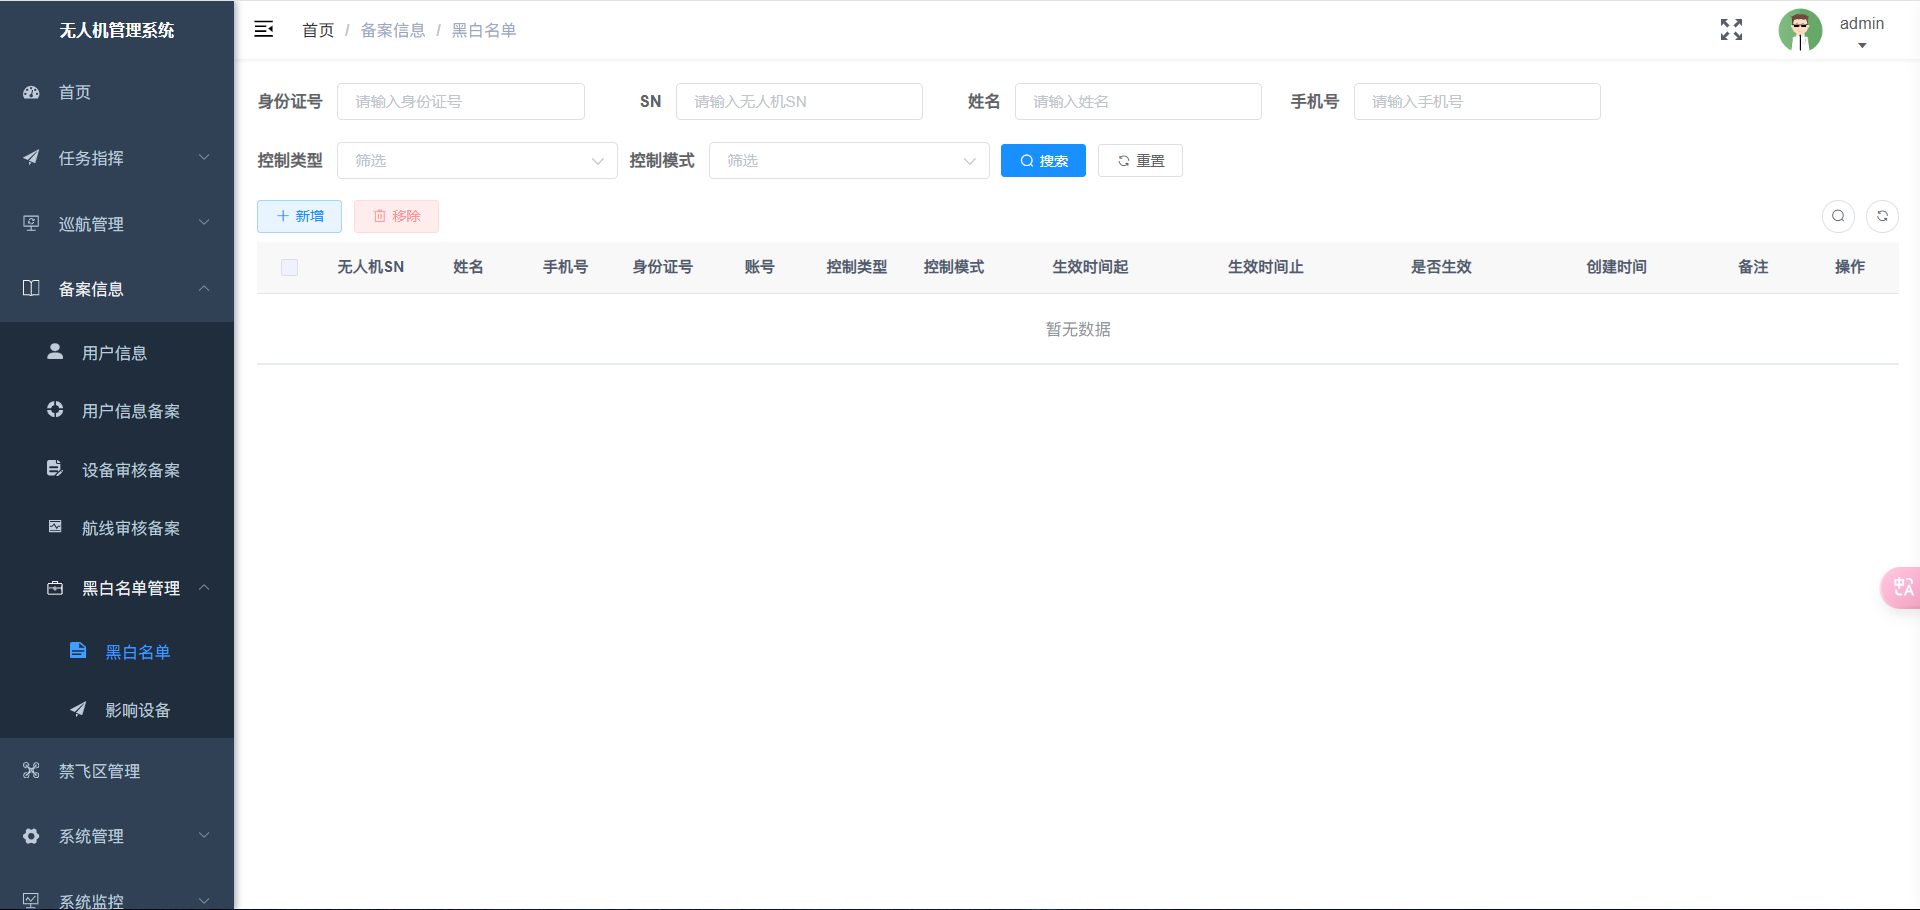 无人机管理系统
首页
任务指挥
巡航管理
备案信息
用户信息
用户信息备案
设备审核备案
航线审核备案
黑白名单管理
黑白名单
影响设备
禁飞区管理
系统管理
系统监控
首页 / 备案信息 / 黑白名单
admin
身份证号 请输入身份证号 SN 请输入无人机SN 姓名 请输入姓名 手机号 请输入手机号
控制类型 筛选 控制模式 筛选 搜索 重置
新增 移除
无人机SN 姓名 手机号 身份证号 账号 控制类型 控制模式 生效时间起 生效时间止 是否生效 创建时间 备注 操作
暂无数据
中A